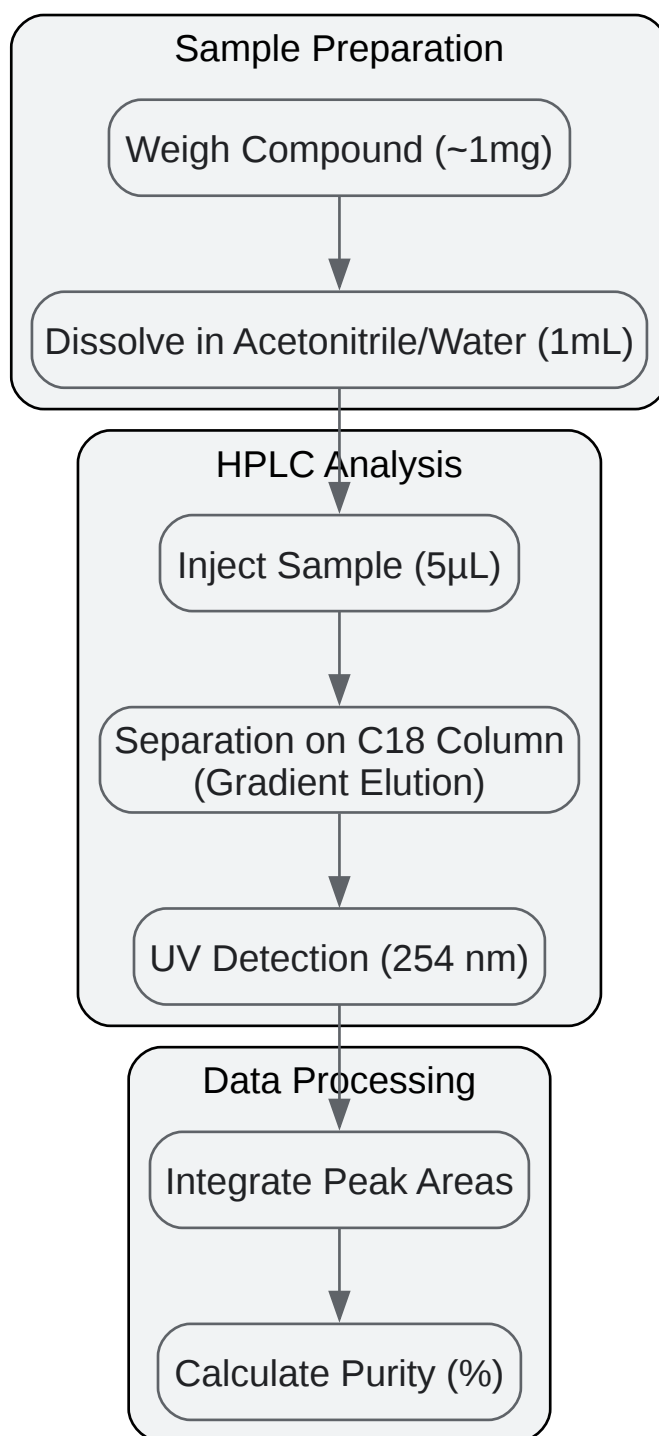 Sample Preparation
Weigh Compound (~1mg)
Dissolve in Acetonitrile/Water (1mL)
HPLC Analysis
Inject Sample (5µL)
Separation on C18 Column
(Gradient Elution)
UV Detection (254 nm)
Data Processing
Integrate Peak Areas
Calculate Purity (%)